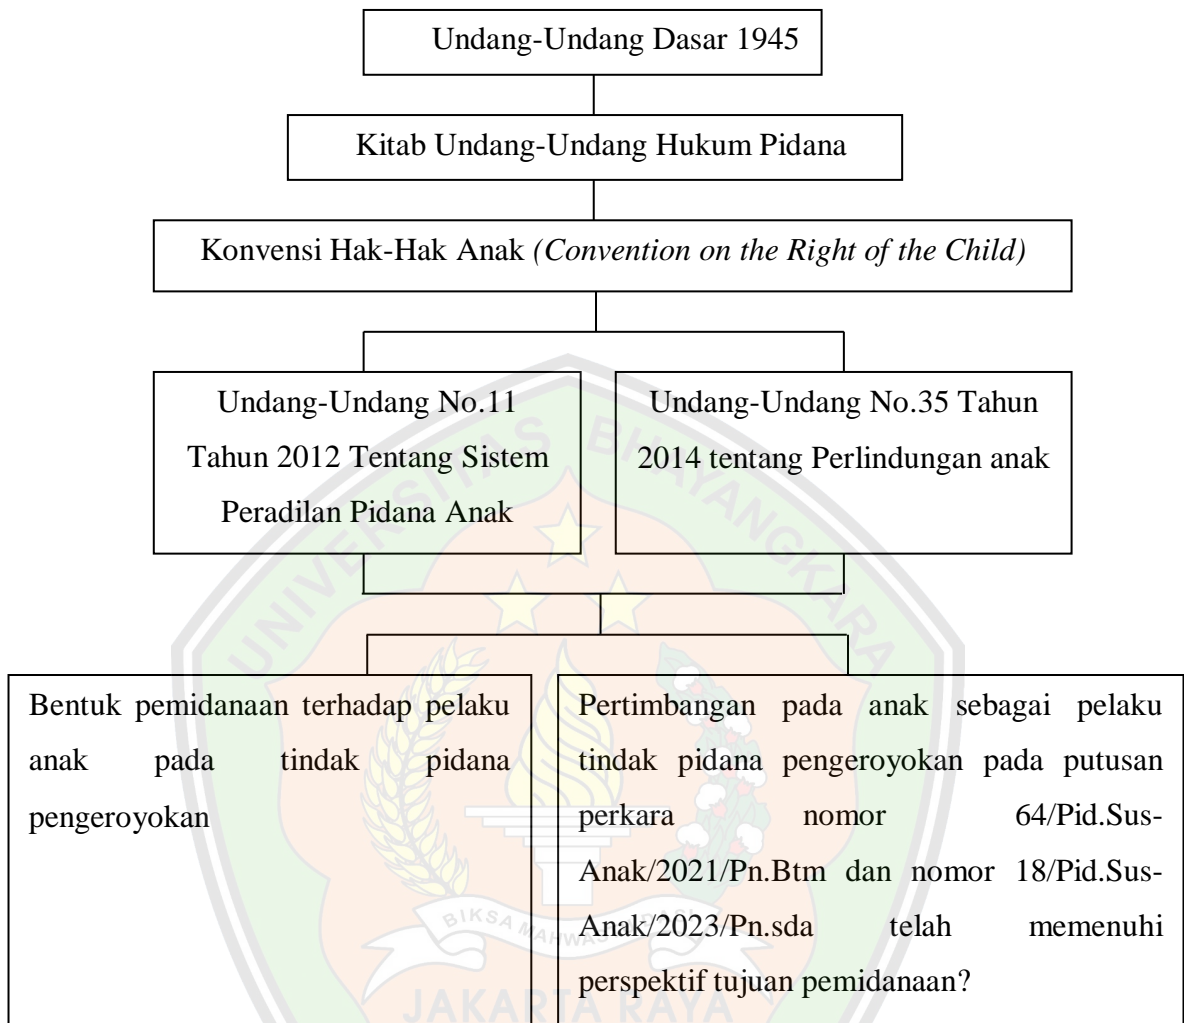 Undang-Undang Dasar 1945
Kitab Undang-Undang Hukum Pidana
Konvensi Hak-Hak Anak (Convention on the Right of the Child)
Undang-Undang No.11
Tahun 2012 Tentang Sistem
Peradilan Pidana Anak
Undang-Undang No.35 Tahun
2014 tentang Perlindungan anak
Bentuk pemidanaan terhadap pelaku
anak pada tindak pidana
pengeroyokan
Pertimbangan pada anak sebagai pelaku
tindak pidana pengeroyokan pada putusan
perkara nomor 64/Pid.Sus-
Anak/2021/Pn.Btm dan nomor 18/Pid.Sus-
Anak/2023/Pn.sda telah memenuhi
perspektif tujuan pemidanaan?
UNIVERSITAS BHAYANGKARA
JAKARTA RAYA